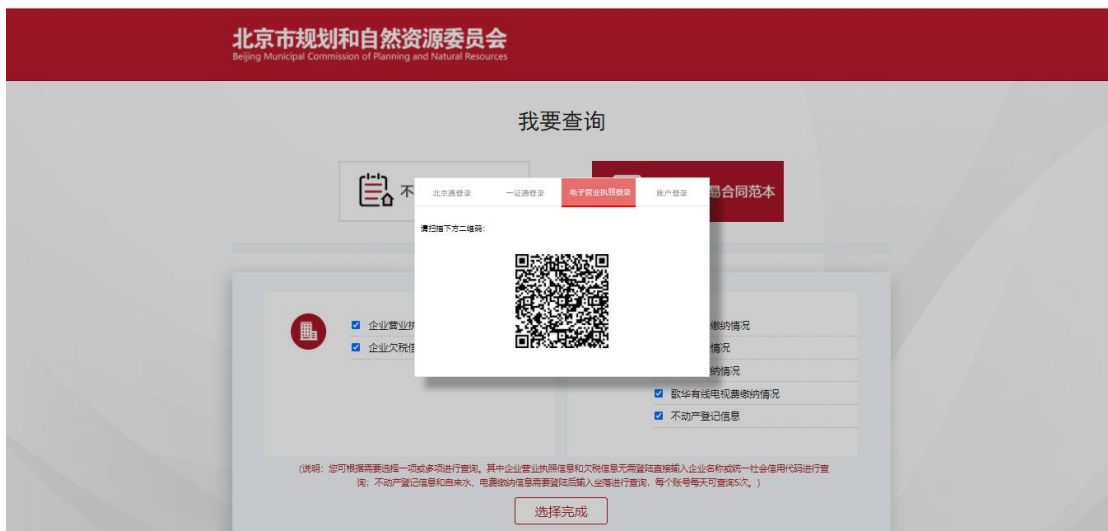 北京市规划和自然资源委员会
Beijing Municipal Commission of Planning and Natural Resources
我要查询
不
易合同范本
北京通登录 一证通登录 电子营业执照登录 账户登录
请扫描下方二维码：
企业营业执
缴纳情况
企业欠税信
情况
纳情况
歌华有线电视费缴纳情况
不动产登记信息
(说明：您可根据需要选择一项或多项进行查询。其中企业营业执照信息和欠税信息无需登陆直接输入企业名称或统一社会信用代码进行查
询；不动产登记信息和自来水、电费缴纳信息需要登陆后输入坐落进行查询，每个账号每天可查询5次。)
选择完成